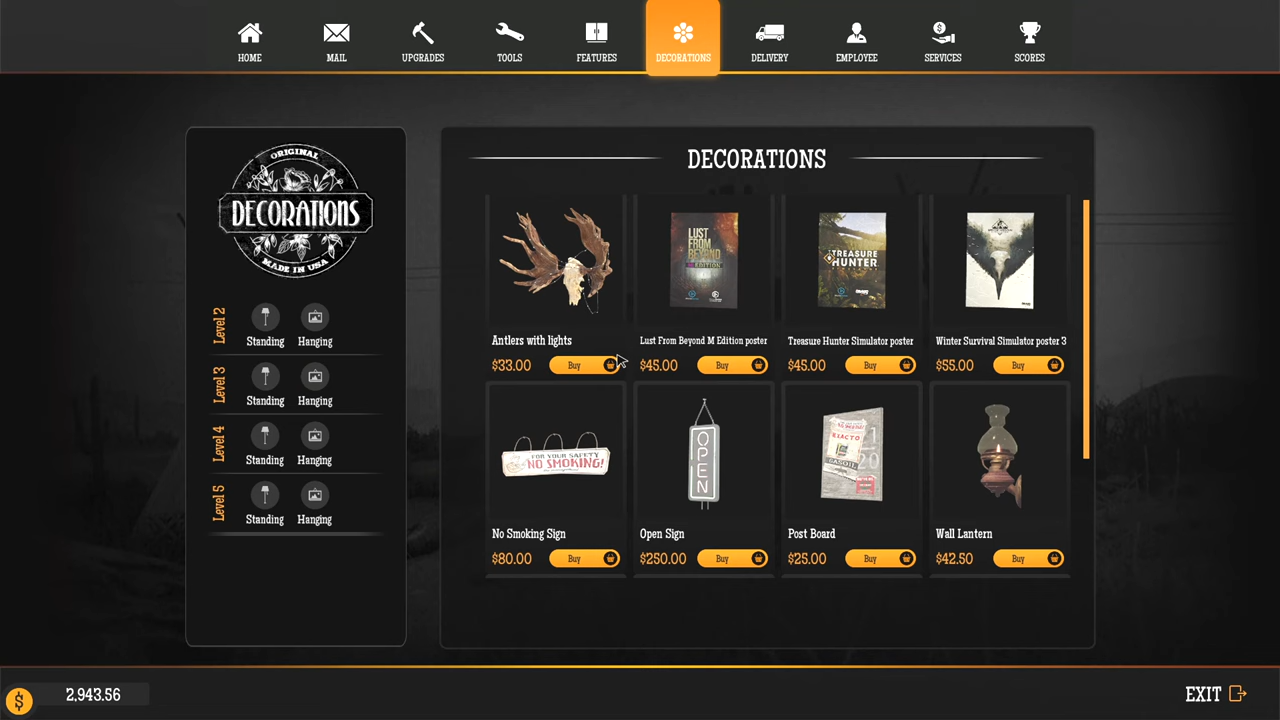 HOME MAIL UPGRADES TOOLS FEATURES DECORATIONS DELIVERY EMPLOYEE SERVICES SCORES
ORIGINAL
DECORATIONS
MADE IN USA
Level 2
Standing Hanging
Level 3
Standing Hanging
Level 4
Standing Hanging
Level 5
Standing Hanging
DECORATIONS
LUST
FROM
BEYOND
EDITION
TREASURE
HUNTER
Antlers with lights Lust From Beyond M Edition poster Treasure Hunter Simulator poster Winter Survival Simulator poster 3
$33.00 Buy $45.00 Buy $45.00 Buy $55.00 Buy
FOR YOUR SAFETY
NO SMOKING!
OPEN
REACTO
GASOIL
No Smoking Sign Open Sign Post Board Wall Lantern
$80.00 Buy $250.00 Buy $25.00 Buy $42.50 Buy
$ 2,943.56
EXIT